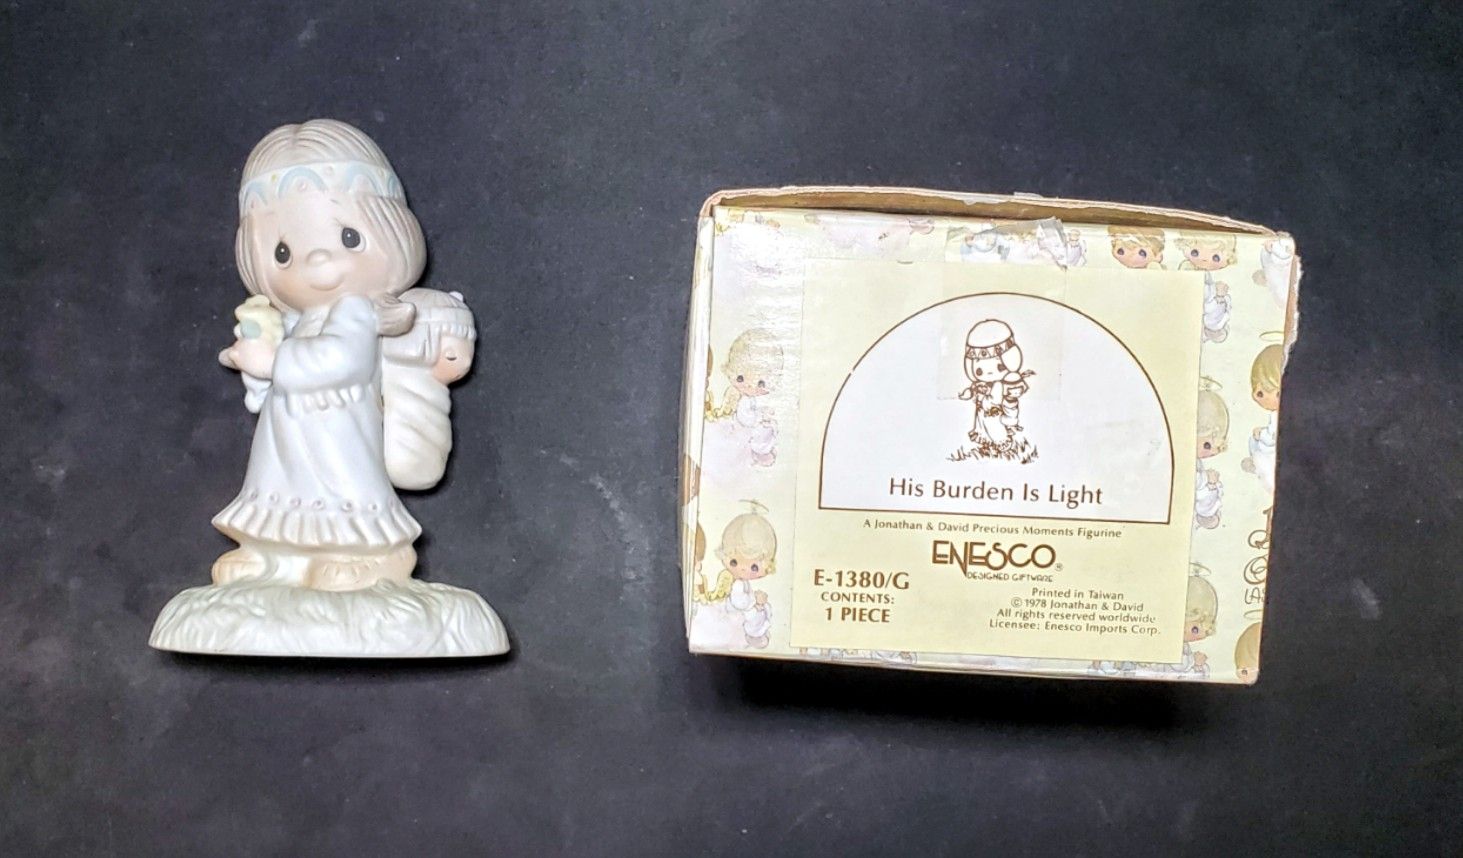 His Burden Is Light
A Jonathan & David Precious Moments Figurine
ENESCO®
DESIGNED GIFTWARE
E-1380/G
CONTENTS:
1 PIECE
Printed in Taiwan
© 1978 Jonathan & David
All rights reserved worldwide
Licensee: Enesco Imports Corp.